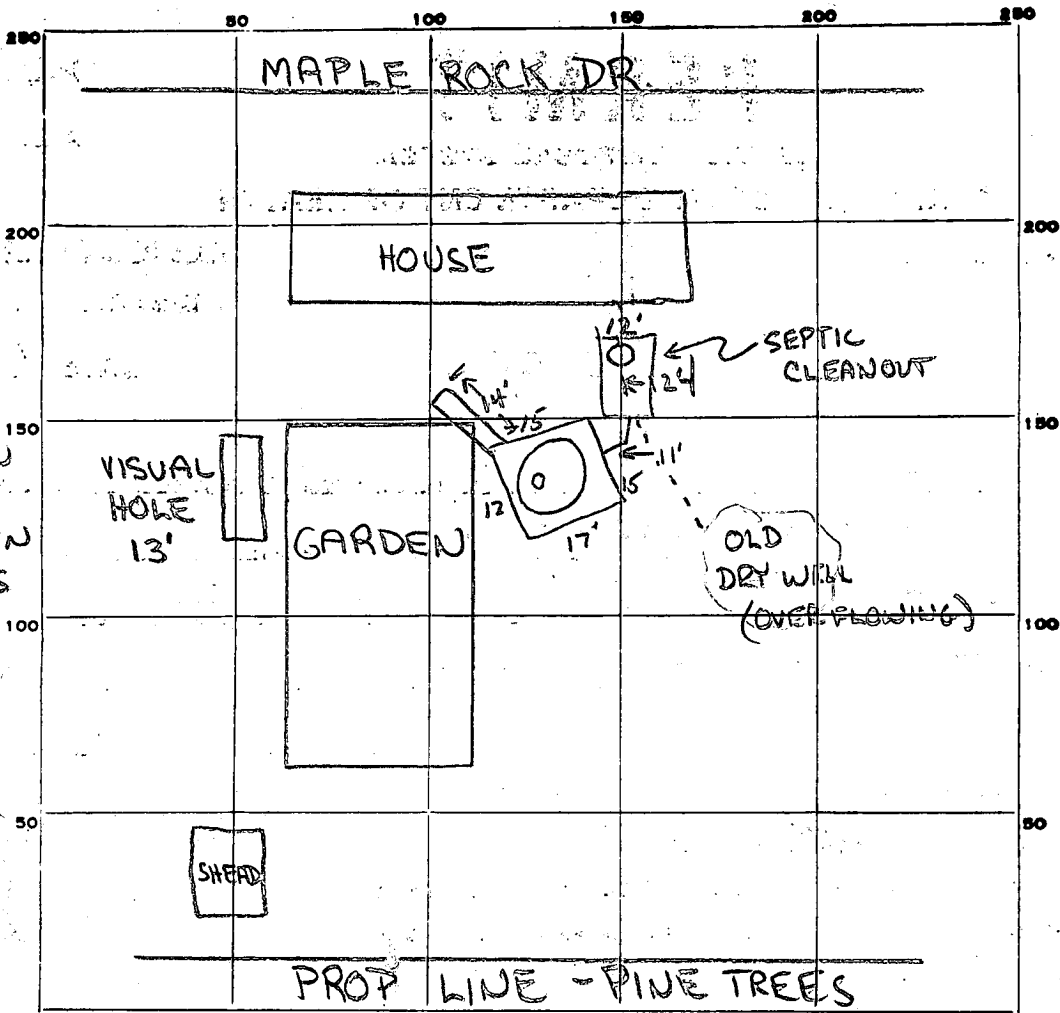 50 100 150 200 250
250
MAPLE ROCK DR.
200 200
HOUSE
12'
SEPTIC
CLEANOUT
24
14'
15
150 150
11'
VISUAL
HOLE
13'
GARDEN
12
15
17'
OLD
DRY WELL
(OVERFLOWING)
100 100
50 50
SHEAD
PROP LINE - PINE TREES